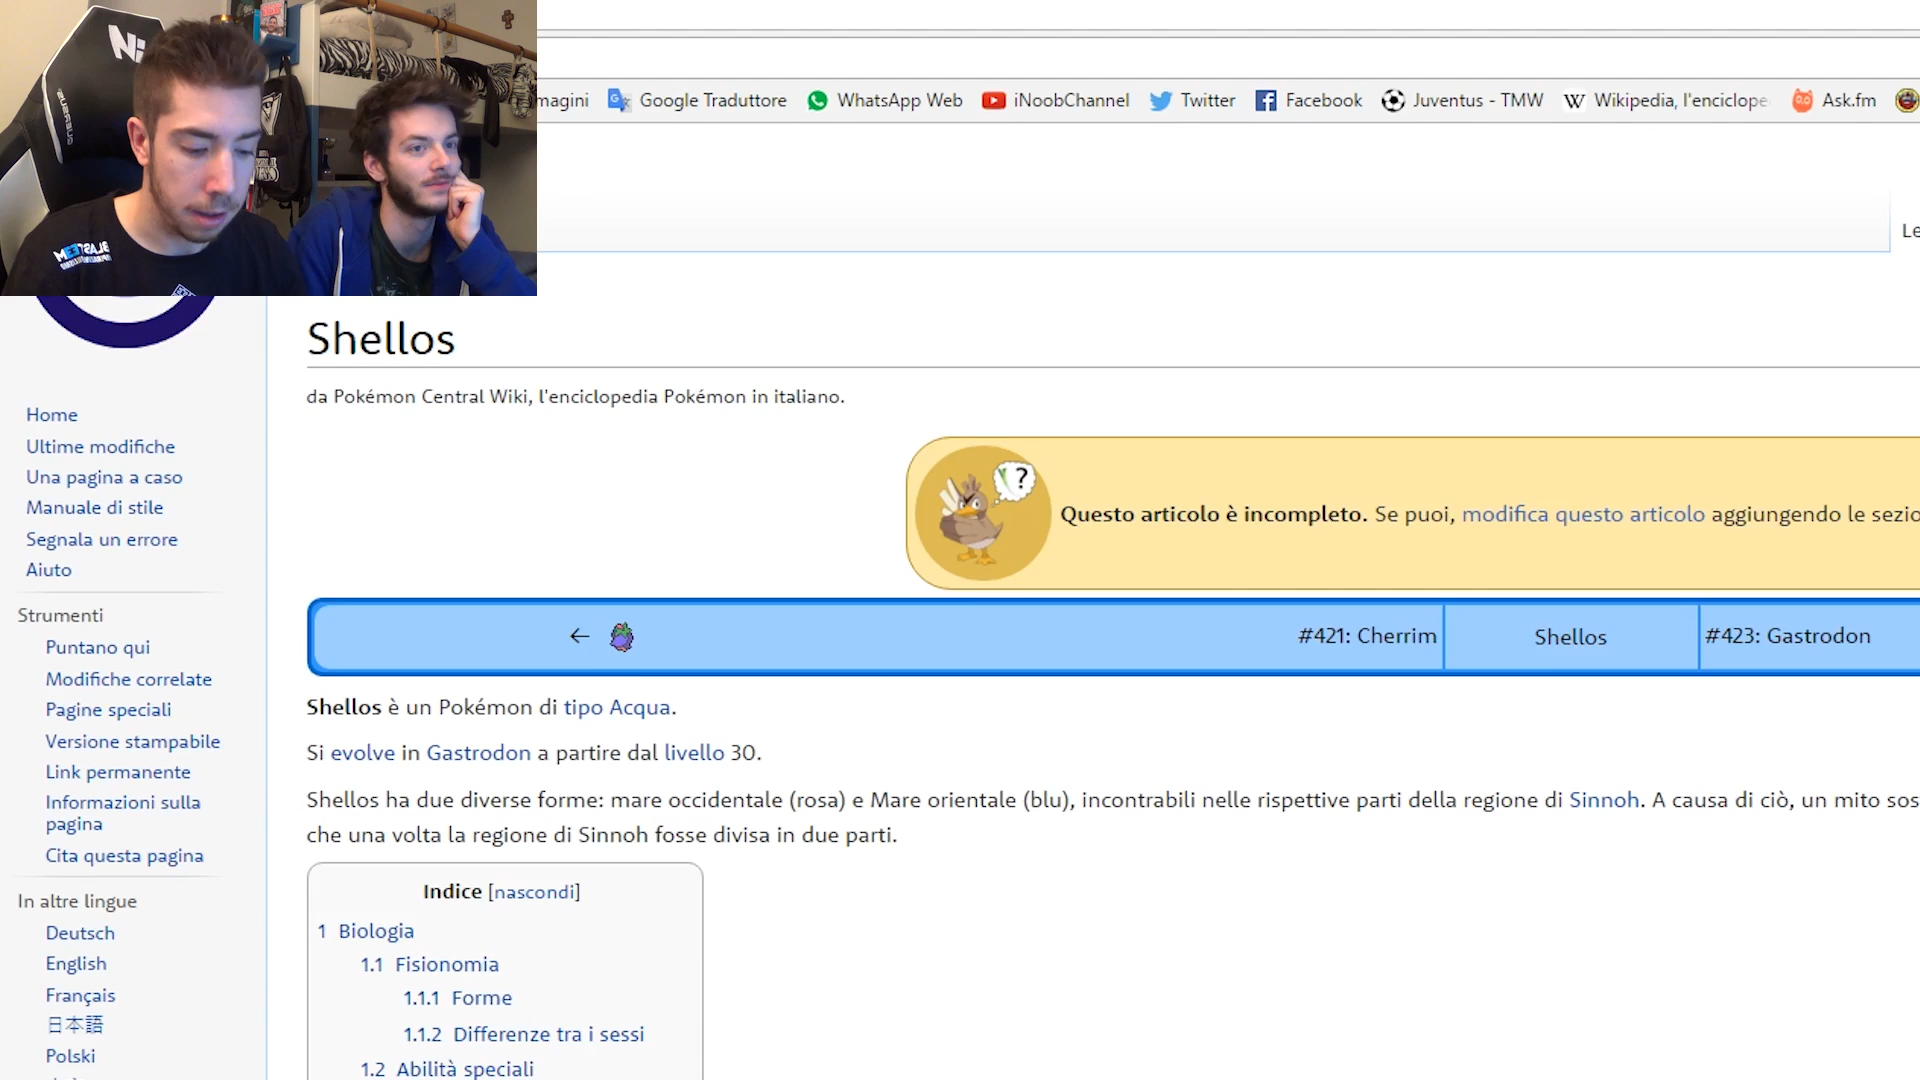 magini Google Traduttore WhatsApp Web iNoobChannel Twitter Facebook Juventus - TMW Wikipedia, l'enciclope Ask.fm
Le
Shellos
da Pokémon Central Wiki, l'enciclopedia Pokémon in italiano.
?
Questo articolo è incompleto. Se puoi, modifica questo articolo aggiungendo le sezio
← #421: Cherrim Shellos #423: Gastrodon
Shellos è un Pokémon di tipo Acqua.
Si evolve in Gastrodon a partire dal livello 30.
Shellos ha due diverse forme: mare occidentale (rosa) e Mare orientale (blu), incontrabili nelle rispettive parti della regione di Sinnoh. A causa di ciò, un mito sos
che una volta la regione di Sinnoh fosse divisa in due parti.
Indice [nascondi]
1 Biologia
1.1 Fisionomia
1.1.1 Forme
1.1.2 Differenze tra i sessi
1.2 Abilità speciali
Home
Ultime modifiche
Una pagina a caso
Manuale di stile
Segnala un errore
Aiuto
Strumenti
Puntano qui
Modifiche correlate
Pagine speciali
Versione stampabile
Link permanente
Informazioni sulla
pagina
Cita questa pagina
In altre lingue
Deutsch
English
Français
日本語
Polski